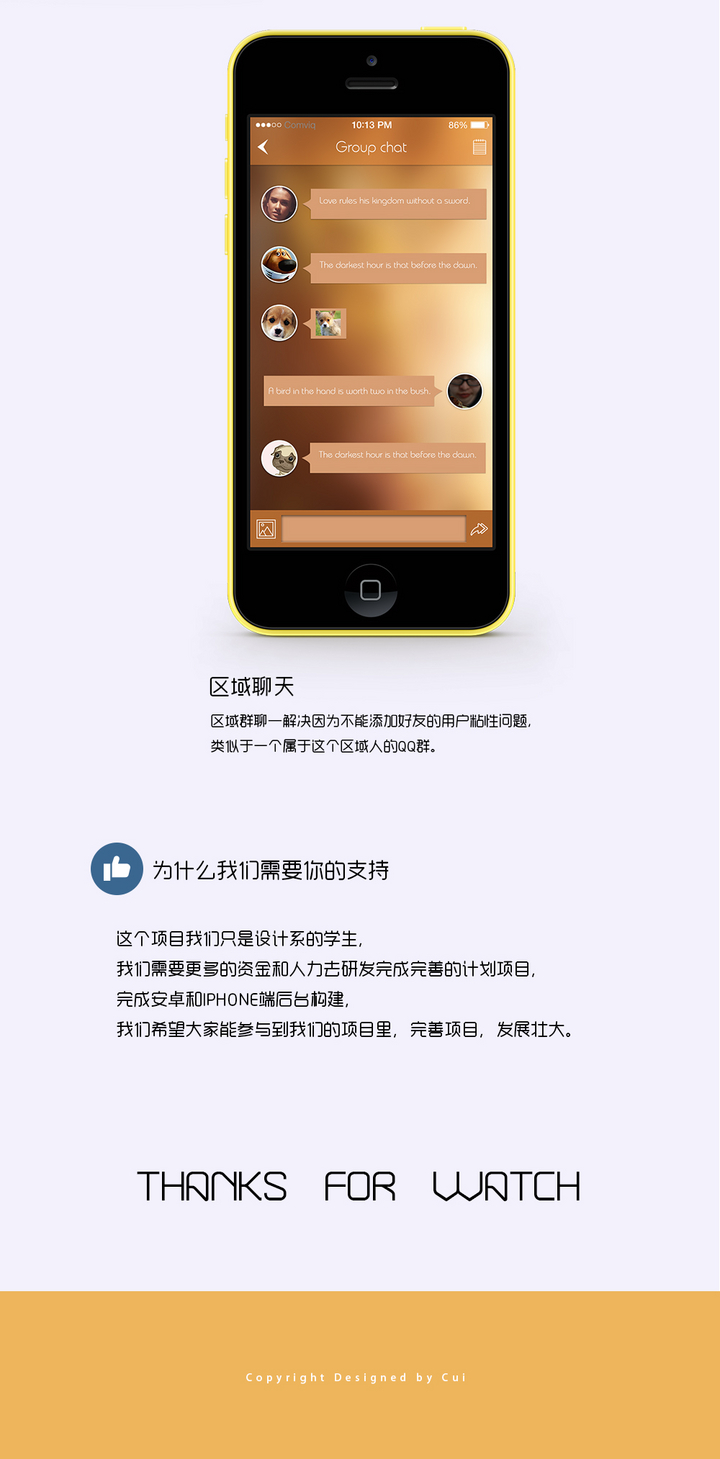 Comviq 10:13 PM 86%
Group chat
Love rules his kingdom without a sword.
The darkest hour is that before the dawn.
A bird in the hand is worth two in the bush.
The darkest hour is that before the dawn.
区域聊天
区域群聊—解决因为不能添加好友的用户粘性问题,
类似于一个属于这个区域人的QQ群。
为什么我们需要你的支持
这个项目我们只是设计系的学生,
我们需要更多的资金和人力去研发完成完善的计划项目,
完成安卓和IPHONE端后台构建,
我们希望大家能参与到我们的项目里, 完善项目, 发展壮大。
THANKS FOR WATCH
Copyright Designed by Cui